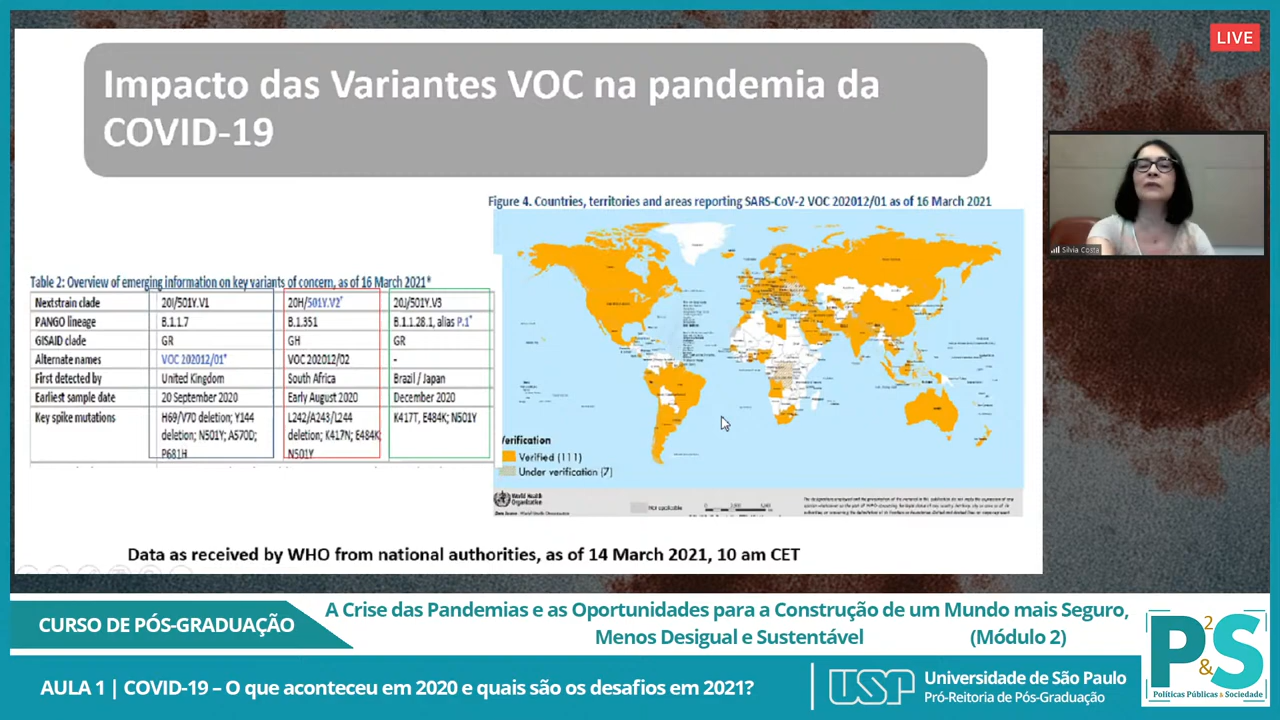 LIVE
Impacto das Variantes VOC na pandemia da
COVID-19
Sílvia Costa
Figure 4. Countries, territories and areas reporting SARS-CoV-2 VOC 202012/01 as of 16 March 2021
Table 2: Overview of emerging information on key variants of concern, as of 16 March 2021*
Nextstrain clade 20I/501Y.V1 20H/501Y.V2* 20J/501Y.V3
PANGO lineage B.1.1.7 B.1.351 B.1.1.28.1, alias P.1*
GISAID clade GR GH GR
Alternate names VOC 202012/01* VOC 202012/02 -
First detected by United Kingdom South Africa Brazil / Japan
Earliest sample date 20 September 2020 Early August 2020 December 2020
Key spike mutations H69/V70 deletion; Y144 L242/A243/L244 K417T, E484K; N501Y
deletion; N501Y; A570D; deletion; K417N; E484K
P681H N501Y
Verification
Verified (111)
Under verification (7)
World Health
Organization
Not applicable
Data as received by WHO from national authorities, as of 14 March 2021, 10 am CET
CURSO DE PÓS-GRADUAÇÃO
A Crise das Pandemias e as Oportunidades para a Construção de um Mundo mais Seguro,
Menos Desigual e Sustentável (Módulo 2)
AULA 1 | COVID-19 – O que aconteceu em 2020 e quais são os desafios em 2021?
USP
Universidade de São Paulo
Pró-Reitoria de Pós-Graduação
P2&S
Políticas Públicas & Sociedade